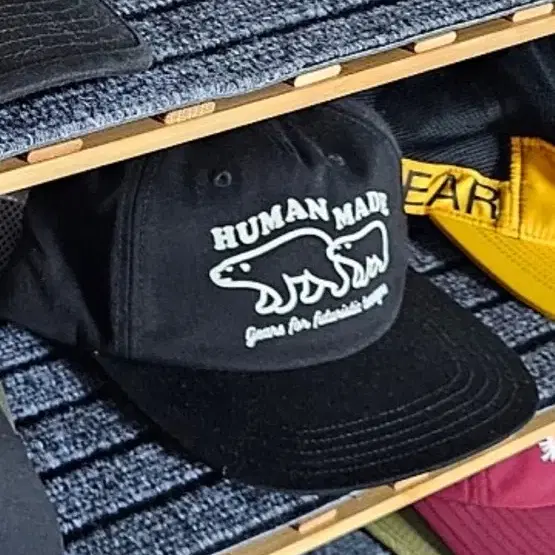 HUMAN MADE
Gears for futuristic teenagers
EAR